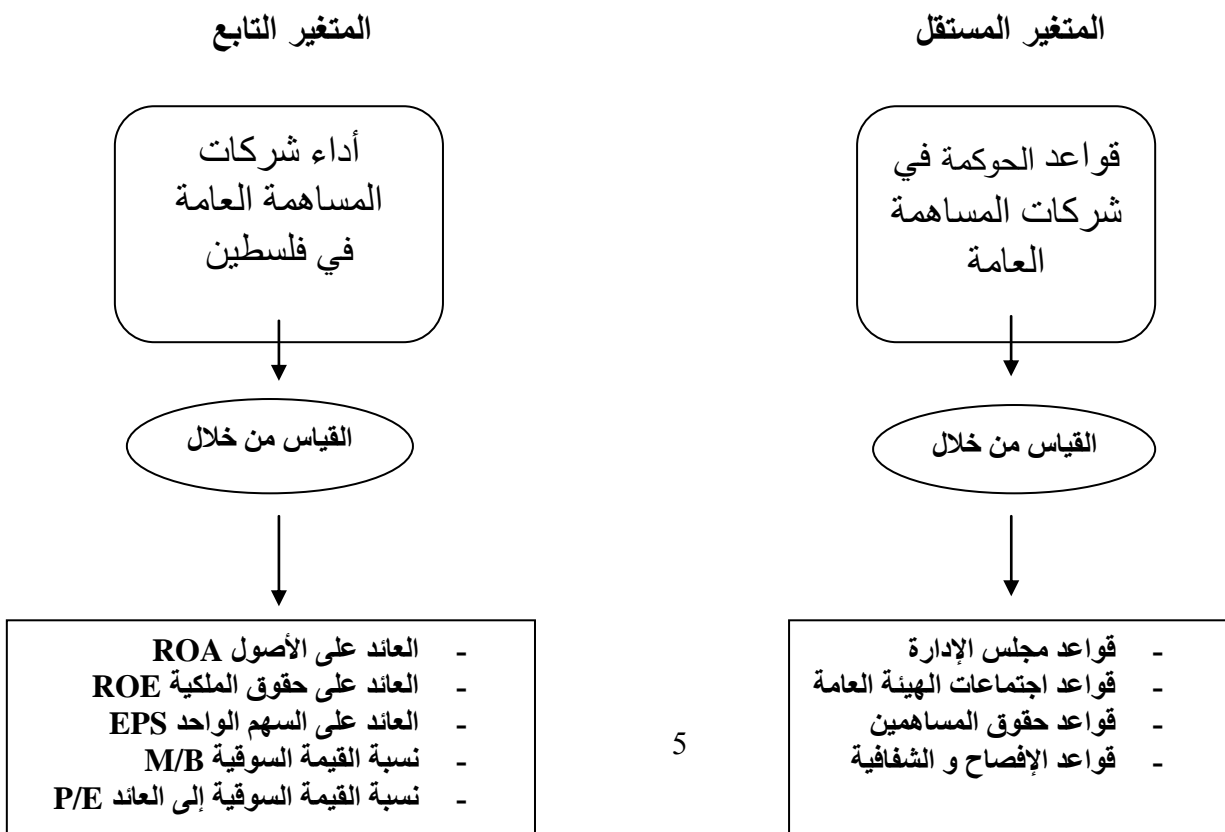 المتغير المستقل
قواعد الحوكمة في
شركات المساهمة
العامة
القياس من خلال
- قواعد مجلس الإدارة
- قواعد اجتماعات الهيئة العامة
- قواعد حقوق المساهمين
- قواعد الإفصاح و الشفافية
المتغير التابع
أداء شركات
المساهمة العامة
في فلسطين
القياس من خلال
- العائد على الأصول ROA
- العائد على حقوق الملكية ROE
- العائد على السهم الواحد EPS
- نسبة القيمة السوقية M/B
- نسبة القيمة السوقية إلى العائد P/E
5